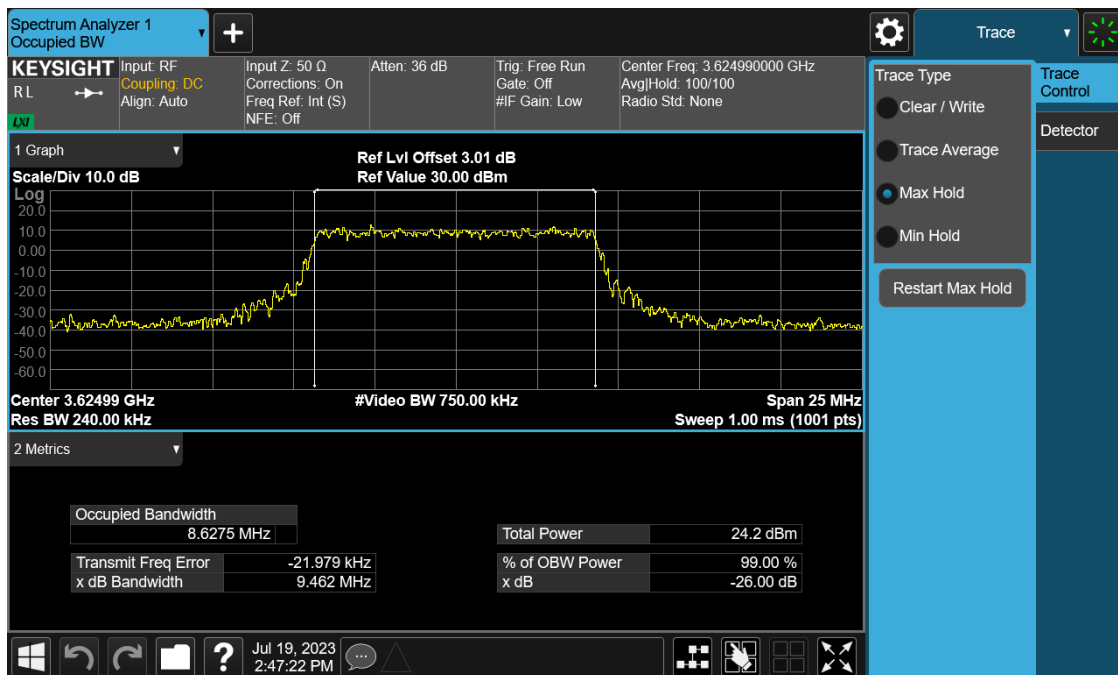 Spectrum Analyzer 1
Occupied BW
+
Trace
KEYSIGHT
R L
LXI
Input: RF
Coupling: DC
Align: Auto
Input Z: 50 Ω
Corrections: On
Freq Ref: Int (S)
NFE: Off
Atten: 36 dB
Trig: Free Run
Gate: Off
#IF Gain: Low
Center Freq: 3.624990000 GHz
Avg|Hold: 100/100
Radio Std: None
1 Graph
Scale/Div 10.0 dB
Ref Lvl Offset 3.01 dB
Ref Value 30.00 dBm
Log
20.0
10.0
0.00
-10.0
-20.0
-30.0
-40.0
-50.0
-60.0
Center 3.62499 GHz
#Video BW 750.00 kHz
Span 25 MHz
Res BW 240.00 kHz
Sweep 1.00 ms (1001 pts)
2 Metrics
Occupied Bandwidth
8.6275 MHz
Total Power 24.2 dBm
Transmit Freq Error -21.979 kHz
% of OBW Power 99.00 %
x dB Bandwidth 9.462 MHz
x dB -26.00 dB
Trace Type
Clear / Write
Trace Average
Max Hold
Min Hold
Restart Max Hold
Trace
Control
Detector
?
Jul 19, 2023
2:47:22 PM